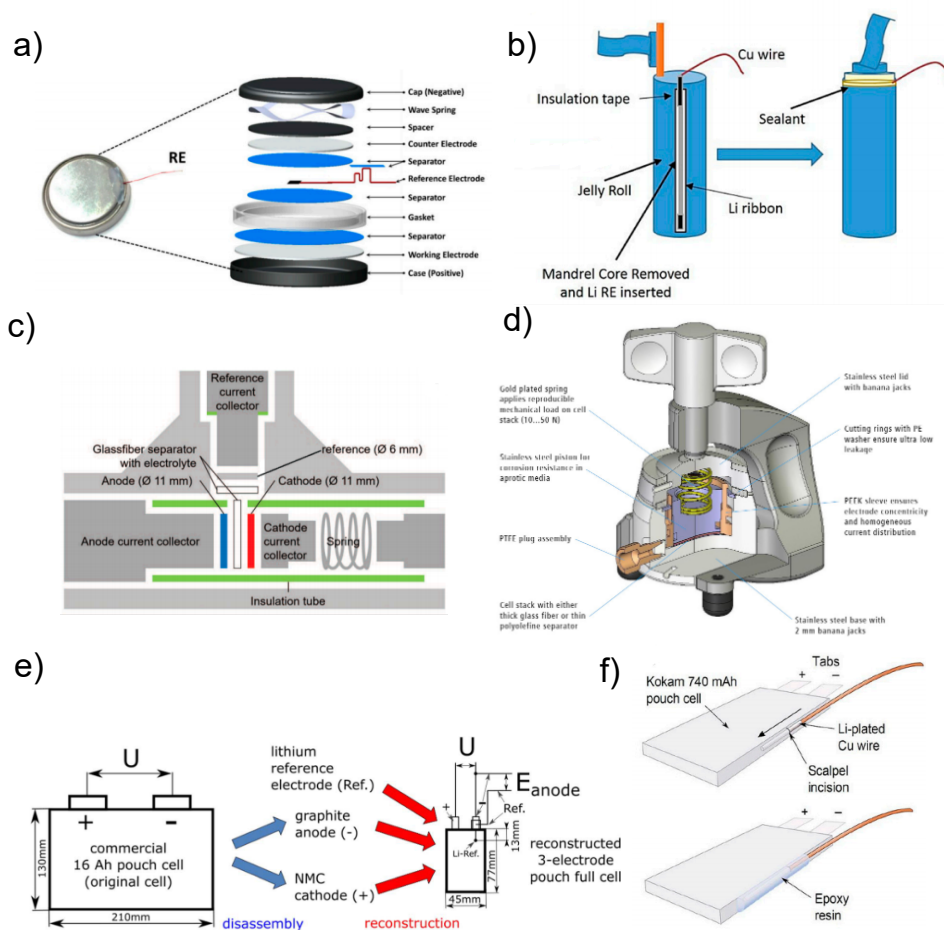 a)
RE
Cap (Negative)
Wave Spring
Spacer
Counter Electrode
Separator
Reference Electrode
Separator
Gasket
Separator
Working Electrode
Case (Positive)
b)
Cu wire
Insulation tape
Sealant
Jelly Roll
Li ribbon
Mandrel Core Removed
and Li RE inserted
c)
Reference
current
collector
Glassfiber separator
with electrolyte
reference (Ø 6 mm)
Anode (Ø 11 mm)
Cathode (Ø 11 mm)
Anode current collector
Cathode
current
collector
Spring
Insulation tube
d)
Gold plated spring
applies reproducible
mechanical load on cell
stack (10...50 N)
Stainless steel piston for
corrosion resistance in
aprotic media
PTFE plug assembly
Cell stack with either
thick glass fiber or thin
polyolefine separator
Stainless steel lid
with banana jacks
Cutting rings with PE
washer ensure ultra low
leakage
PEEK sleeve ensures
electrode concentricity
and homogeneous
current distribution
Stainless steel base with
2 mm banana jacks
e)
U
+
-
commercial
16 Ah pouch cell
(original cell)
130mm
210mm
disassembly
lithium
reference
electrode (Ref.)
graphite
anode (-)
NMC
cathode (+)
reconstruction
U
E anode
+
-
Ref.
Li-Ref.
13mm
77mm
45mm
reconstructed
3-electrode
pouch full cell
f)
Tabs
+ −
Kokam 740 mAh
pouch cell
Li-plated
Cu wire
Scalpel
incision
+ −
Epoxy
resin